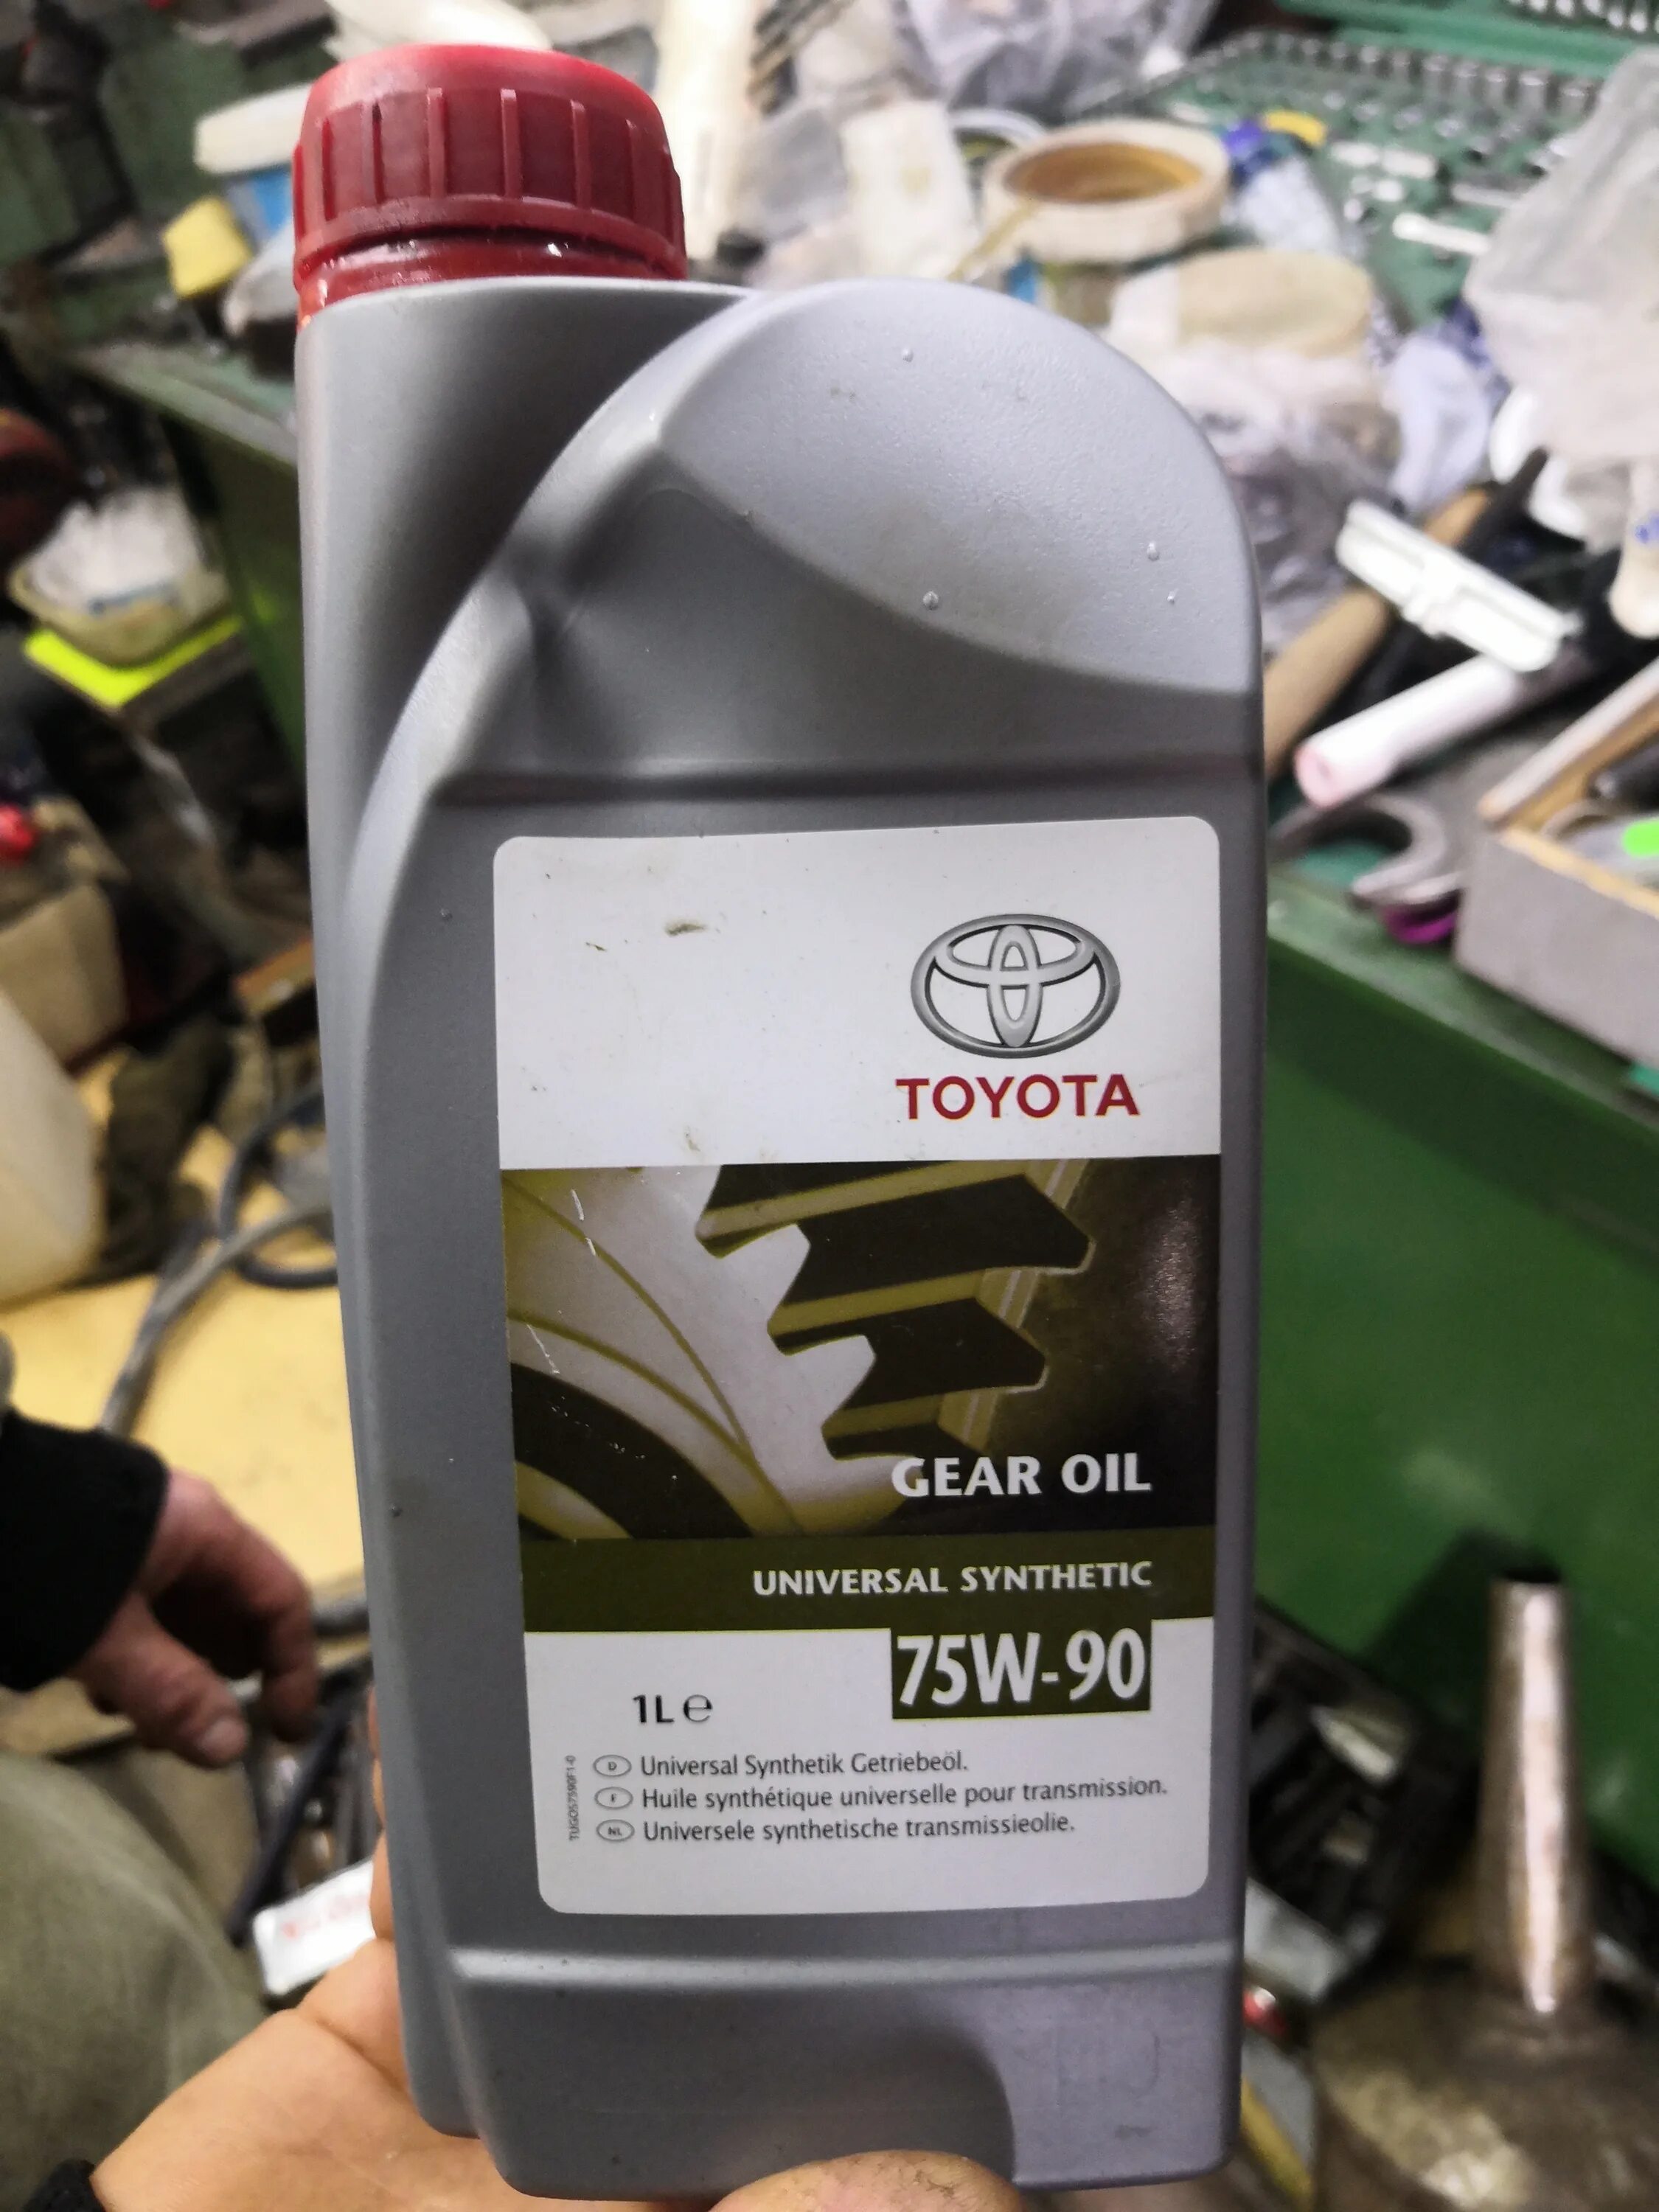 TOYOTA
GEAR OIL
UNIVERSAL SYNTHETIC
75W-90
1L ℮
D Universal Synthetik Getriebeöl.
F Huile synthétique universelle pour transmission.
NL Universele synthetische transmissieolie.